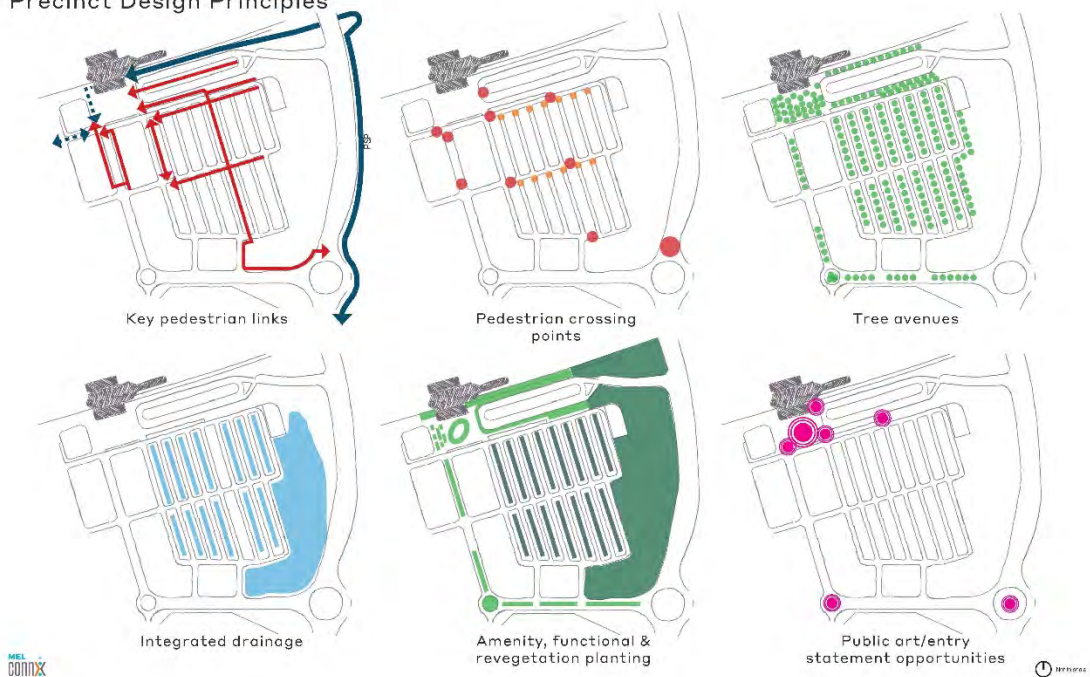 Precinct Design Principles
PSP
Key pedestrian links
Pedestrian crossing
points
Tree avenues
Integrated drainage
Amenity, functional &
revegetation planting
Public art/entry
statement opportunities
MEL
CONNX